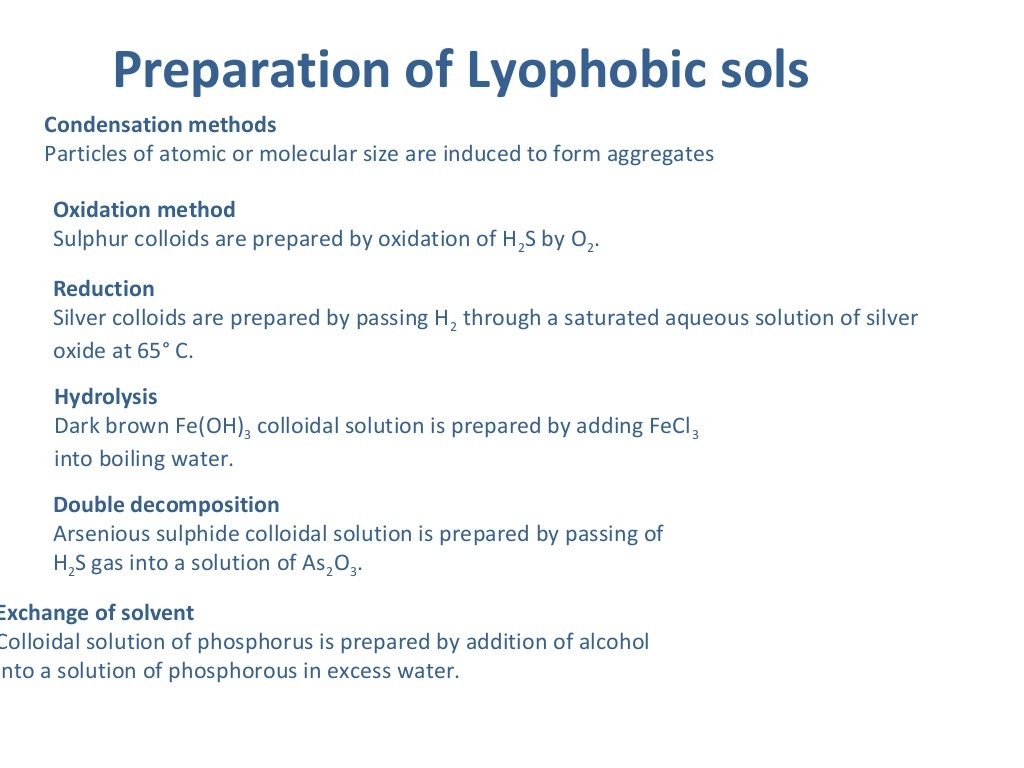 Preparation of Lyophobic sols
Condensation methods
Particles of atomic or molecular size are induced to form aggregates
Oxidation method
Sulphur colloids are prepared by oxidation of H₂S by O₂.
Reduction
Silver colloids are prepared by passing H₂ through a saturated aqueous solution of silver
oxide at 65° C.
Hydrolysis
Dark brown Fe(OH)₃ colloidal solution is prepared by adding FeCl₃
into boiling water.
Double decomposition
Arsenious sulphide colloidal solution is prepared by passing of
H₂S gas into a solution of As₂O₃.
Exchange of solvent
Colloidal solution of phosphorus is prepared by addition of alcohol
nto a solution of phosphorous in excess water.